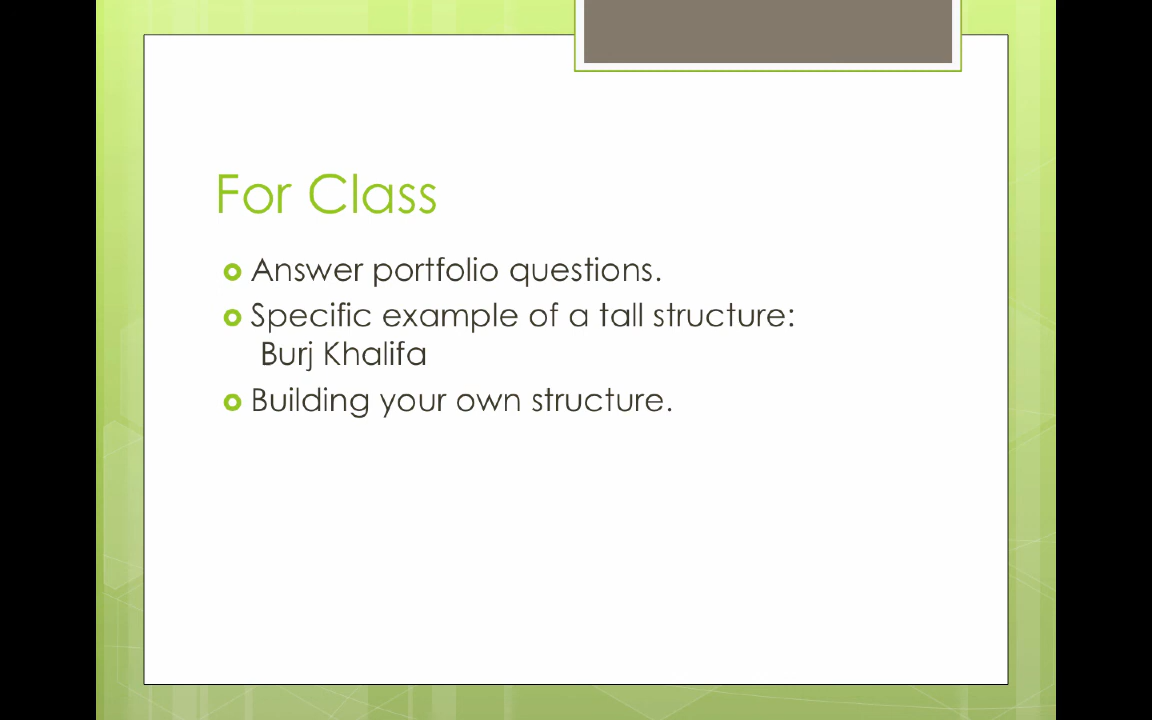 For Class
Answer portfolio questions.
Specific example of a tall structure:
Burj Khalifa
Building your own structure.